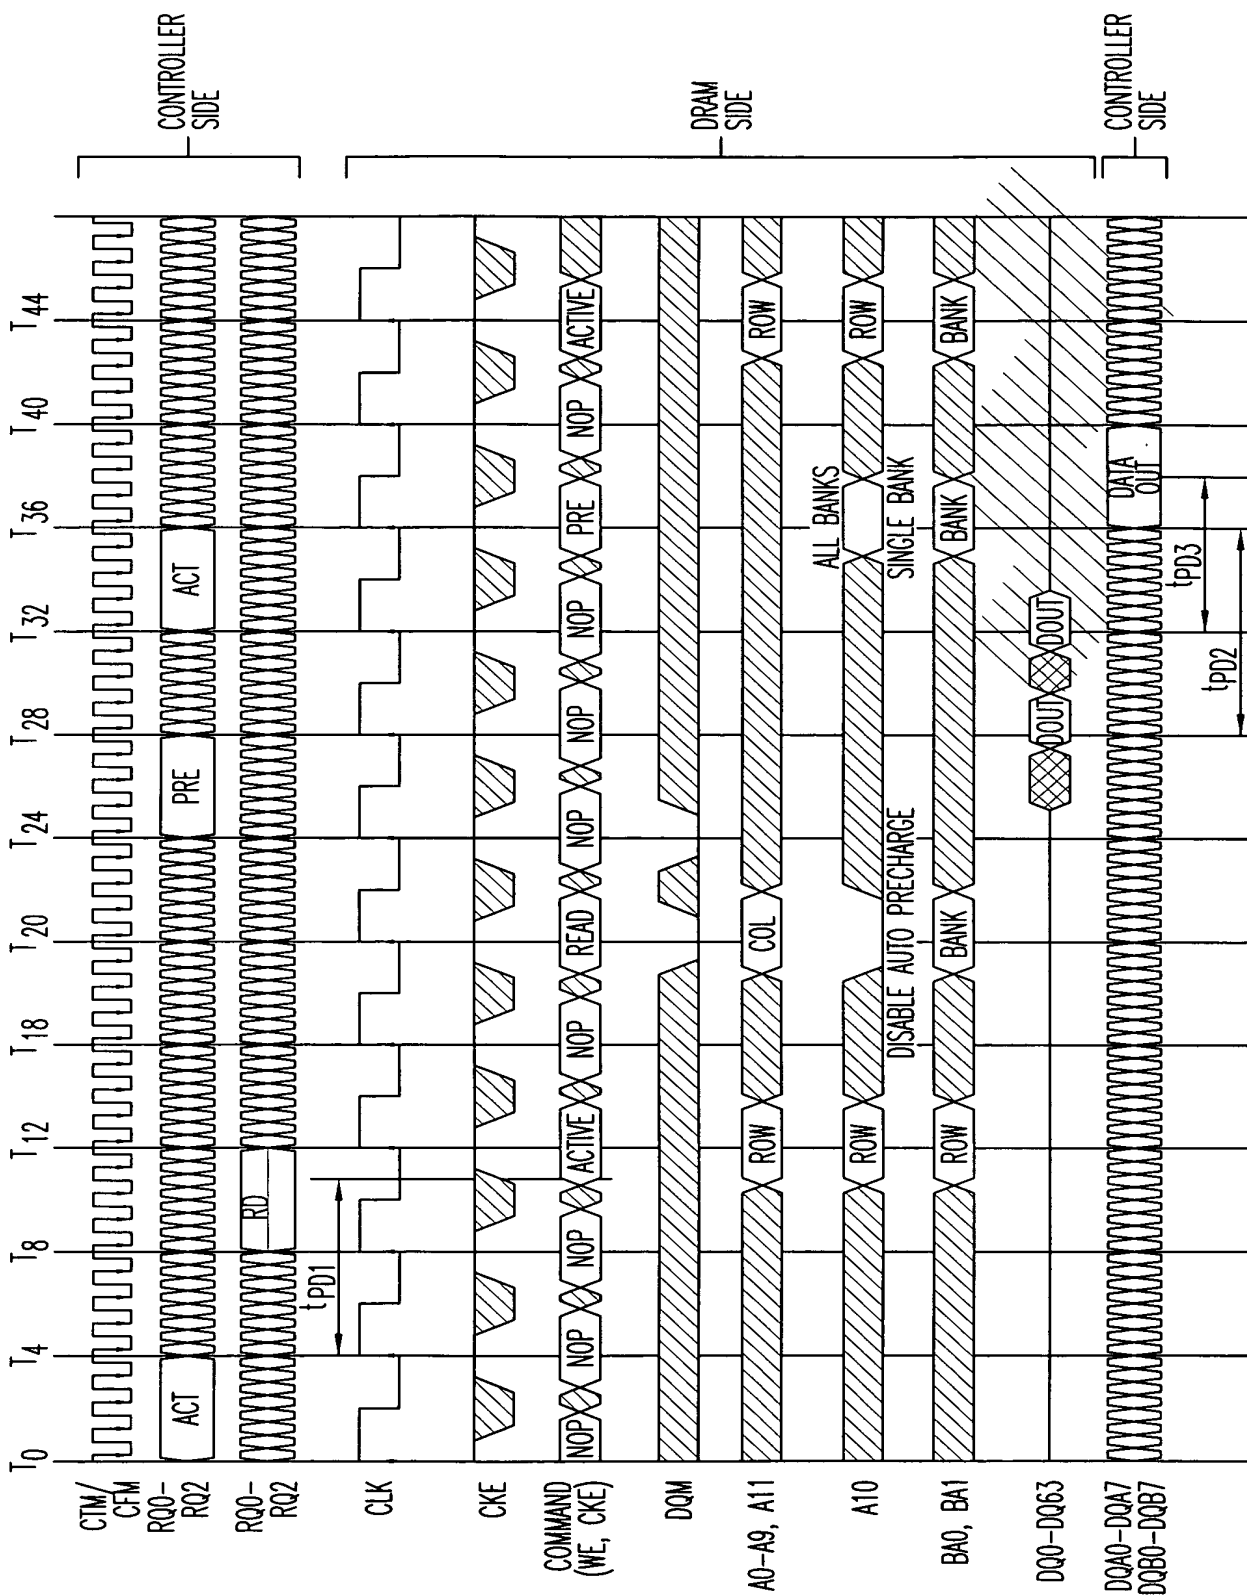 T0 T4 T8 T12 T18 T20 T24 T28 T32 T36 T40 T44
CTM/
CFM
RQ0-
RQ2
ACT PRE ACT
CONTROLLER
SIDE
RQ0-
RQ2
RD
tPD1
CLK
CKE
COMMAND
(WE, CKE)
NOP NOP NOP ACTIVE NOP READ NOP NOP NOP PRE NOP ACTIVE
DQM
DRAM
SIDE
A0-A9, A11
ROW COL ROW
ALL BANKS
A10
ROW ROW
DISABLE AUTO PRECHARGE
SINGLE BANK
BA0, BA1
ROW BANK BANK BANK
DQ0-DQ63
DOUT DOUT
DQA0-DQA7
DQB0-DQB7
DATA
OUT
CONTROLLER
SIDE
tPD3
tPD2